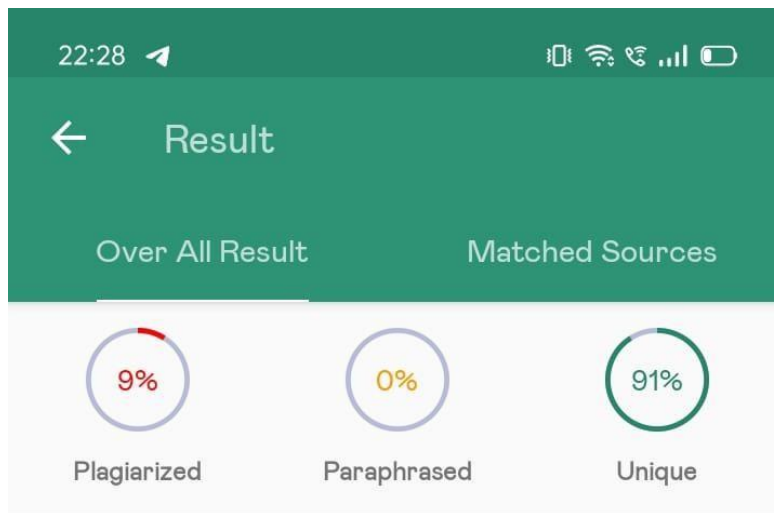 22:28
Result
Over All Result Matched Sources
9% 0% 91%
Plagiarized Paraphrased Unique